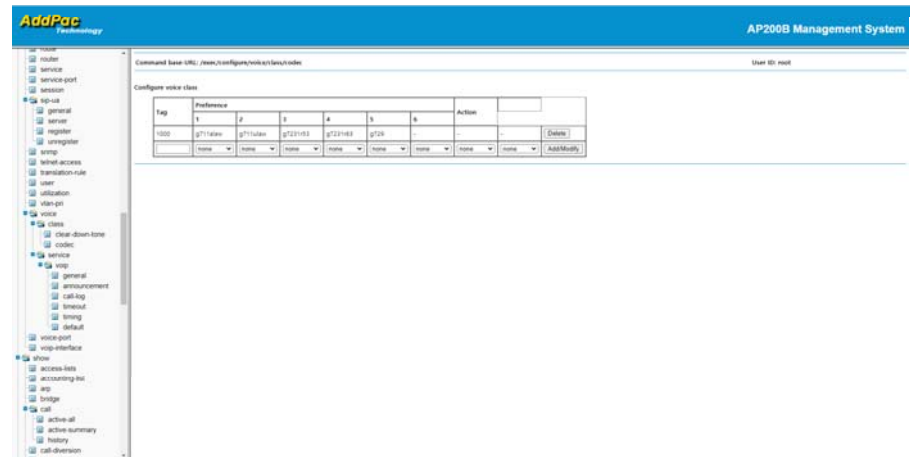 AddPac
Technology
AP200B Management System
route
router
service
service-port
session
sip-ua
general
server
register
unregister
snmp
telnet-access
translation-rule
user
utilization
vlan-pri
voice
class
clear-down-tone
codec
service
voip
general
announcement
call-log
timeout
timing
default
voice-port
voip-interface
show
access-lists
accounting-list
arp
bridge
call
active-all
active-summary
history
call-diversion
Command base-URL: /exec/configure/voice/class/codec
User ID: root
Configure voice class
Tag Preference Action
1 2 3 4 5 6
1000 g711alaw g711ulaw g7231r53 g7231r63 g729 - - - Delete
none none none none none none none none Add/Modify